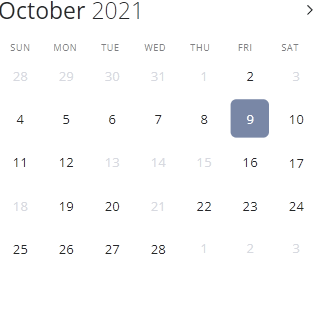 October 2021
SUN MON TUE WED THU FRI SAT
28 29 30 31 1 2 3
4 5 6 7 8 9 10
11 12 13 14 15 16 17
18 19 20 21 22 23 24
25 26 27 28 1 2 3